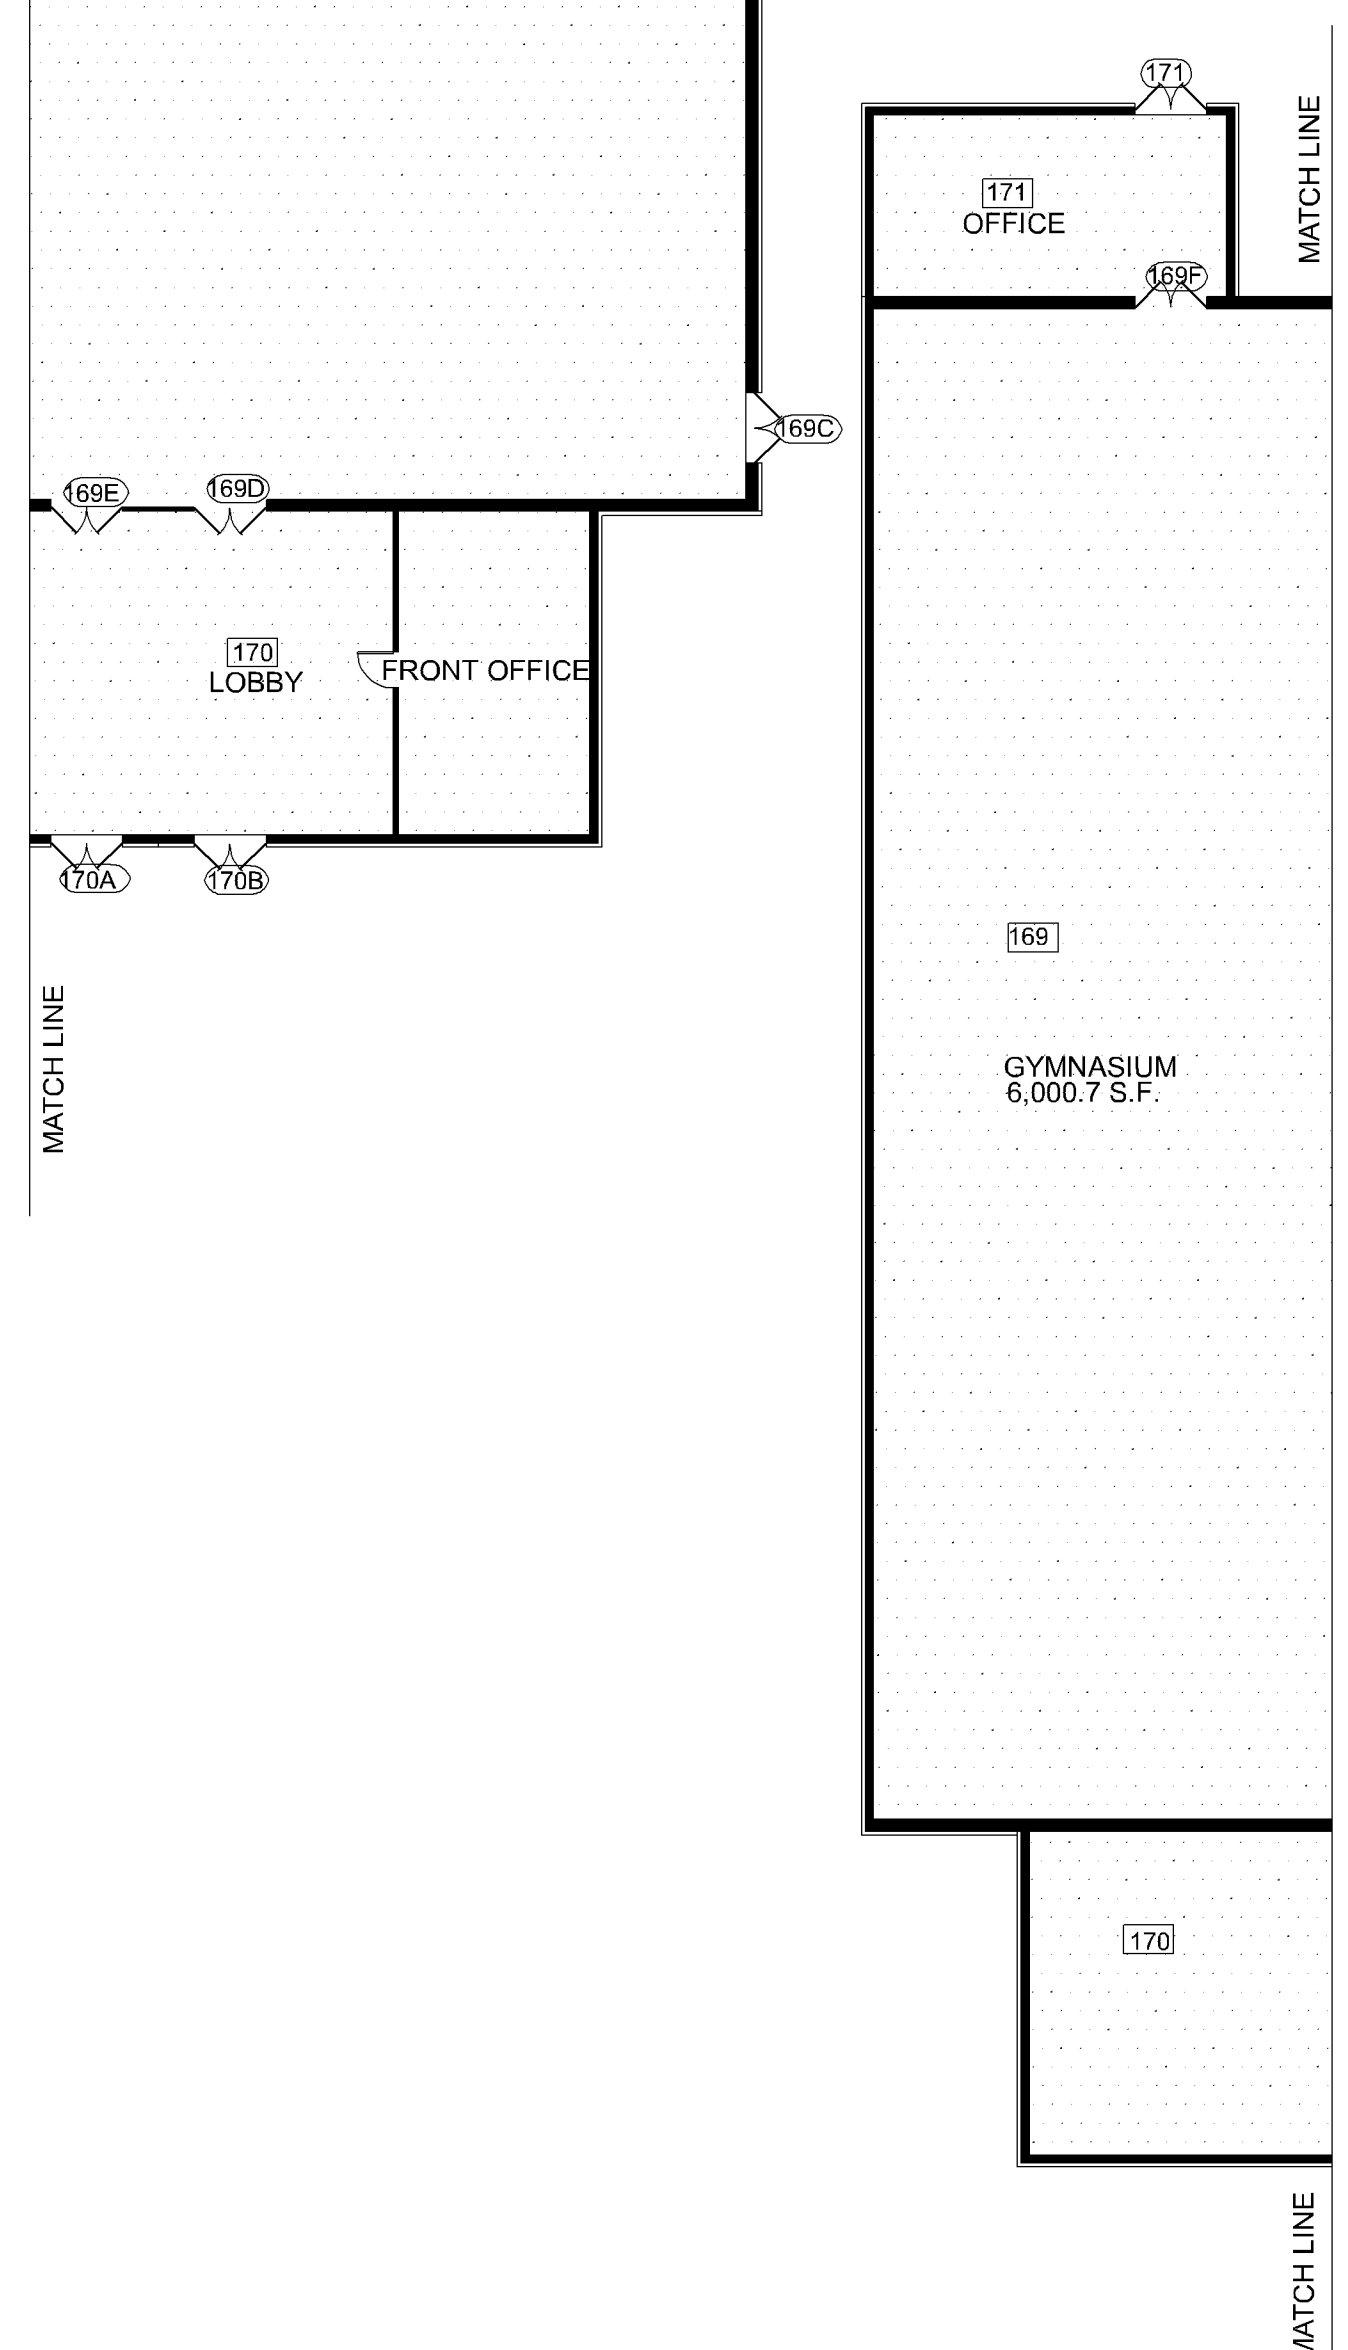 171
MATCH LINE
171
OFFICE
169F
169C
169E
169D
170
LOBBY
FRONT OFFICE
170A
170B
169
MATCH LINE
GYMNASIUM
6,000.7 S.F.
170
MATCH LINE